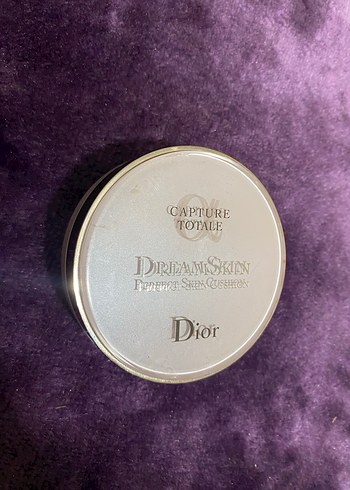 CAPTURE
TOTALE
DREAMSKIN
PERFECT SKIN CUSHION
Dior